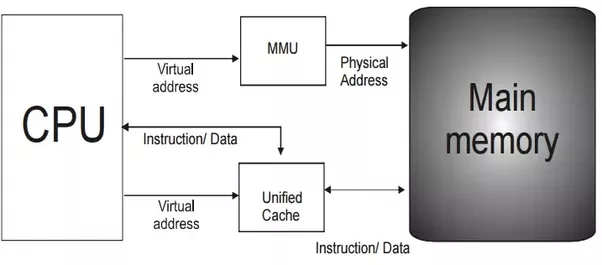 CPU
Virtual
address
MMU
Physical
Address
Main
memory
Instruction/ Data
Virtual
address
Unified
Cache
Instruction/ Data